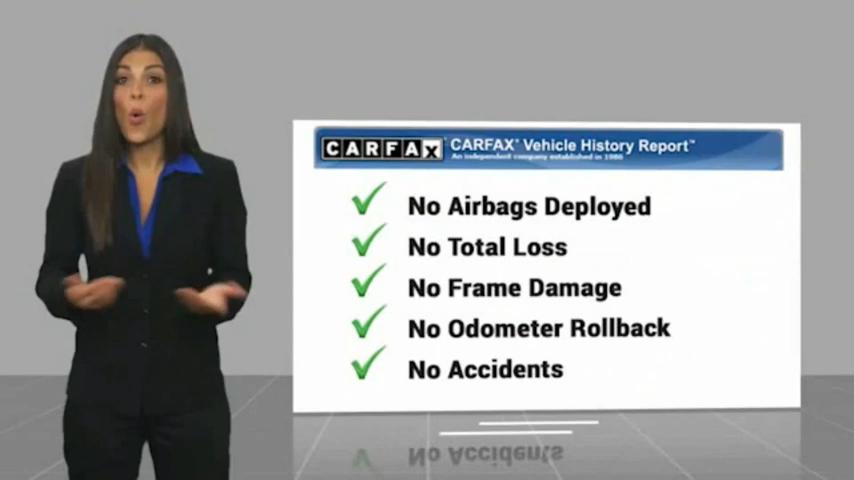 CARFAX CARFAX® Vehicle History Report™
An independent company established in 1986
No Airbags Deployed
No Total Loss
No Frame Damage
No Odometer Rollback
No Accidents
No Accidents